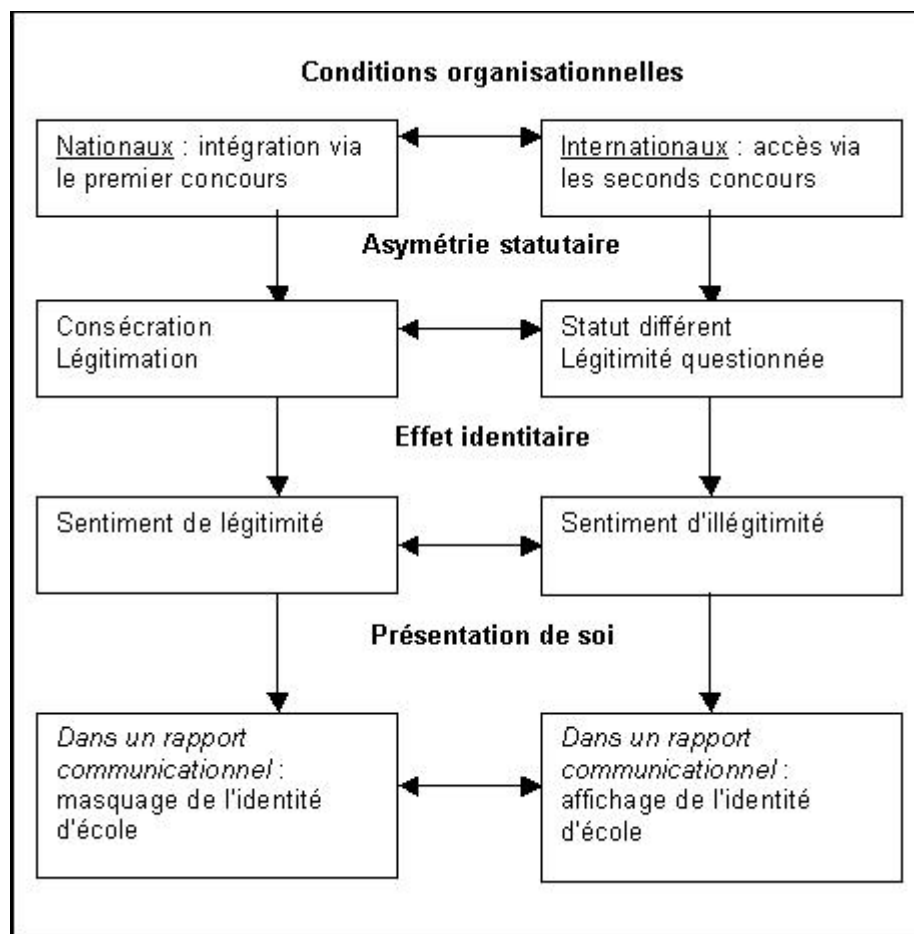 Conditions organisationnelles
Nationaux : intégration via
le premier concours
Internationaux : accès via
les seconds concours
Asymétrie statutaire
Consécration
Légitimation
Statut différent
Légitimité questionnée
Effet identitaire
Sentiment de légitimité
Sentiment d'illégitimité
Présentation de soi
Dans un rapport
communicationnel :
masquage de l'identité
d'école
Dans un rapport
communicationnel :
affichage de l'identité
d'école